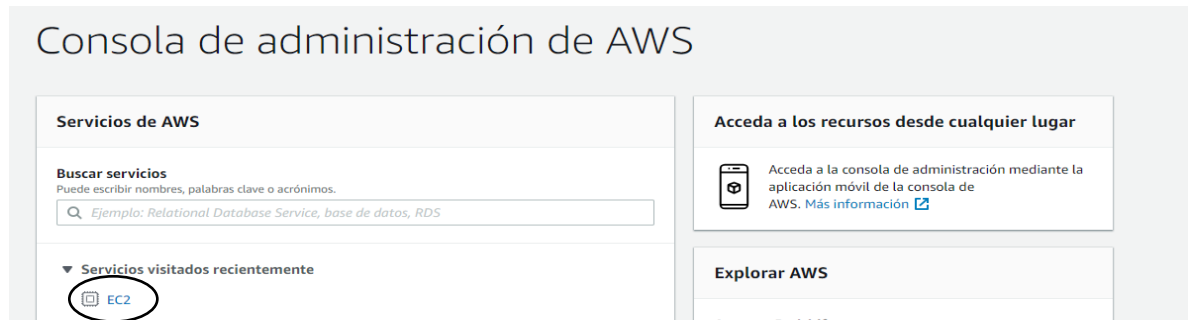 Consola de administración de AWS
Servicios de AWS
Buscar servicios
Puede escribir nombres, palabras clave o acrónimos.
Ejemplo: Relational Database Service, base de datos, RDS
Servicios visitados recientemente
EC2
Acceda a los recursos desde cualquier lugar
Acceda a la consola de administración mediante la
aplicación móvil de la consola de
AWS. Más información
Explorar AWS